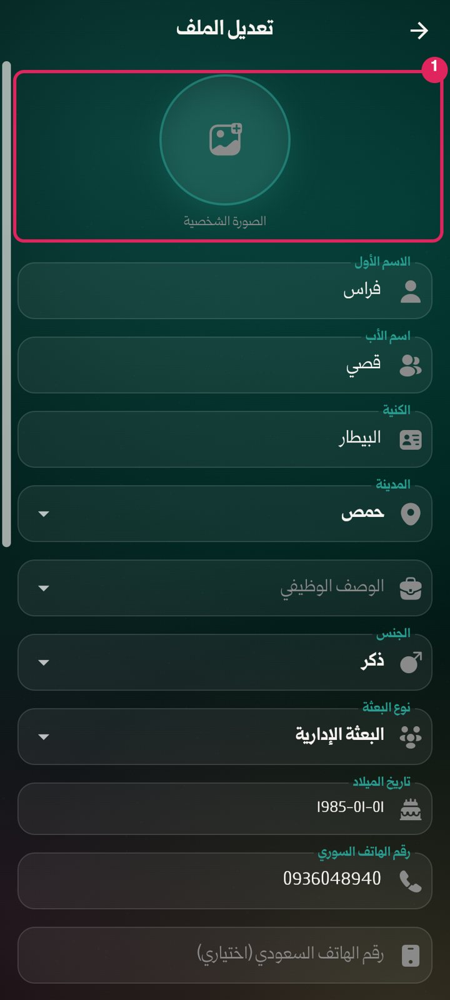 تعديل الملف
1
الصورة الشخصية
الاسم الأول
فراس
اسم الأب
قصي
الكنية
البيطار
المدينة
حمص
الوصف الوظيفي
الجنس
ذكر
نوع البعثة
البعثة الإدارية
تاريخ الميلاد
1985-01-01
رقم الهاتف السوري
0936048940
رقم الهاتف السعودي (اختياري)